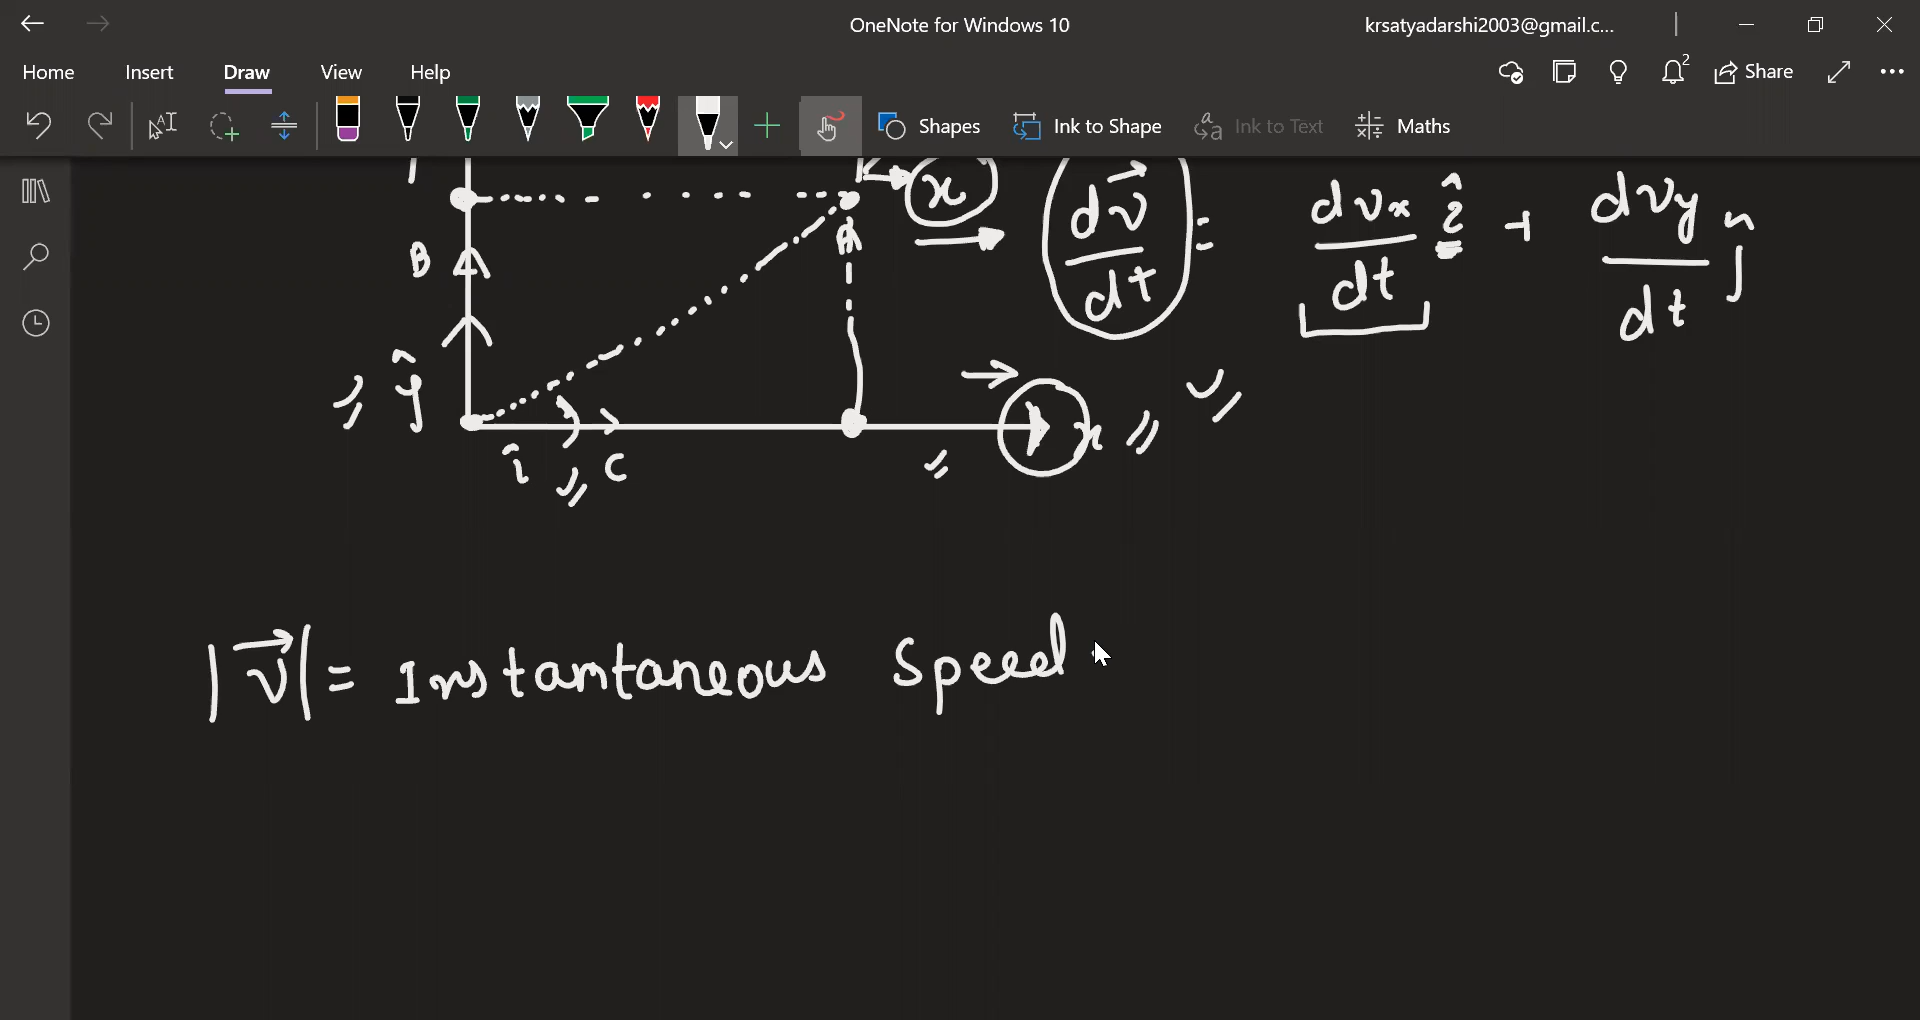 OneNote for Windows 10
krsatyadarshi2003@gmail.c...
Home Insert Draw View Help
2 Share
Shapes Ink to Shape Ink to Text Maths
x
dv⃗/dt = dvx/dt î + dvy/dt ĵ
A
B
ŷ
x
î C
|v⃗| = Instantaneous Speed